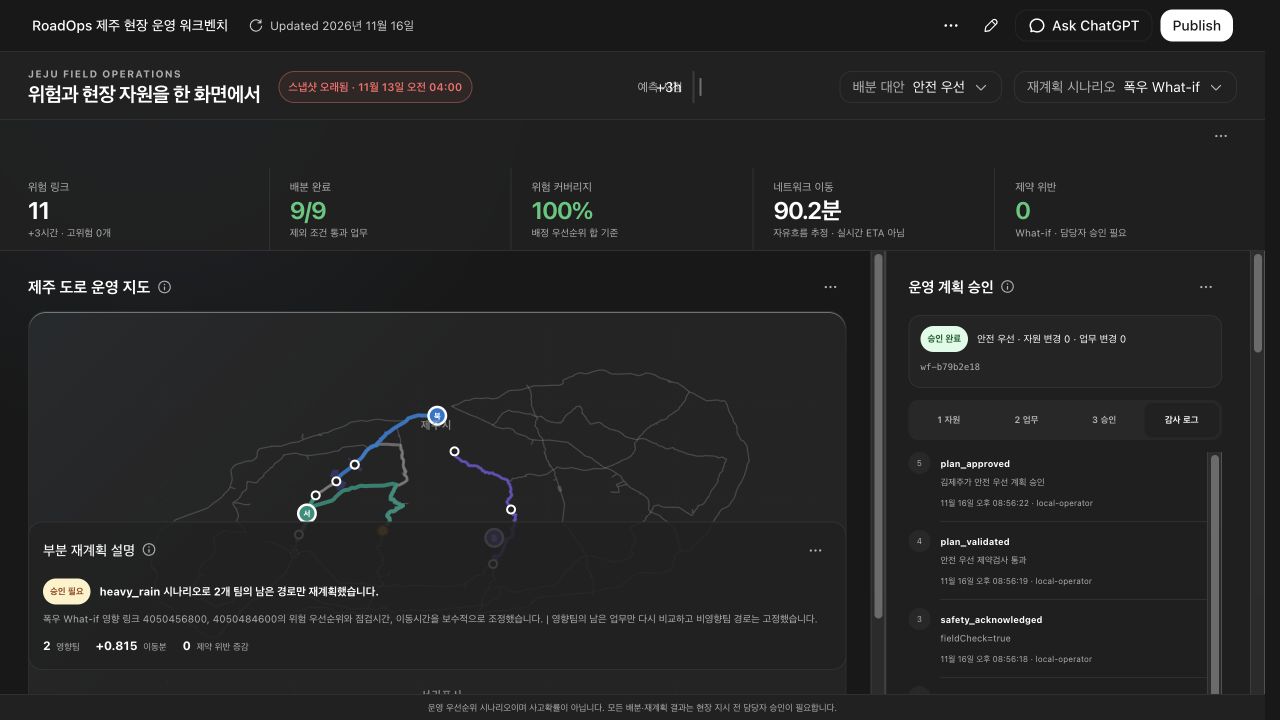 RoadOps 제주 현장 운영 워크벤치
Updated 2026년 11월 16일
Ask ChatGPT
Publish
JEJU FIELD OPERATIONS
위험과 현장 자원을 한 화면에서
스냅샷 오래됨 · 11월 13일 오전 04:00
예측
배분 대안 안전 우선
재계획 시나리오 폭우 What-if
위험 링크
11
+3시간 · 고위험 0개
배분 완료
9/9
제외 조건 통과 업무
위험 커버리지
100%
배정 우선순위 합 기준
네트워크 이동
90.2분
자유흐름 추정 · 실시간 ETA 아님
제약 위반
0
What-if · 담당자 승인 필요
제주 도로 운영 지도
북
서
부분 재계획 설명
승인 필요
heavy_rain 시나리오로 2개 팀의 남은 경로만 재계획했습니다.
폭우 What-if 영향 링크 4050456800, 4050484600의 위험 우선순위와 점검시간, 이동시간을 보수적으로 조정했습니다. | 영향팀의 남은 업무만 다시 비교하고 비영향팀 경로는 고정했습니다.
2 영향팀 +0.815 이동분 0 제약 위반 증감
운영 계획 승인
승인 완료
안전 우선 · 자원 변경 0 · 업무 변경 0
wf-b79b2e18
1 자원
2 업무
3 승인
감사 로그
5
plan_approved
김제주가 안전 우선 계획 승인
11월 16일 오후 08:56:22 · local-operator
4
plan_validated
안전 우선 제약검사 통과
11월 16일 오후 08:56:19 · local-operator
3
safety_acknowledged
fieldCheck=true
11월 16일 오후 08:56:18 · local-operator
운영 우선순위 시나리오이며 사고확률이 아닙니다. 모든 배분·재계획 결과는 현장 지시 전 담당자 승인이 필요합니다.